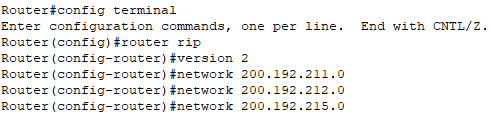 Router#config terminal
Enter configuration commands, one per line.  End with CNTL/Z.
Router(config)#router rip
Router(config-router)#version 2
Router(config-router)#network 200.192.211.0
Router(config-router)#network 200.192.212.0
Router(config-router)#network 200.192.215.0